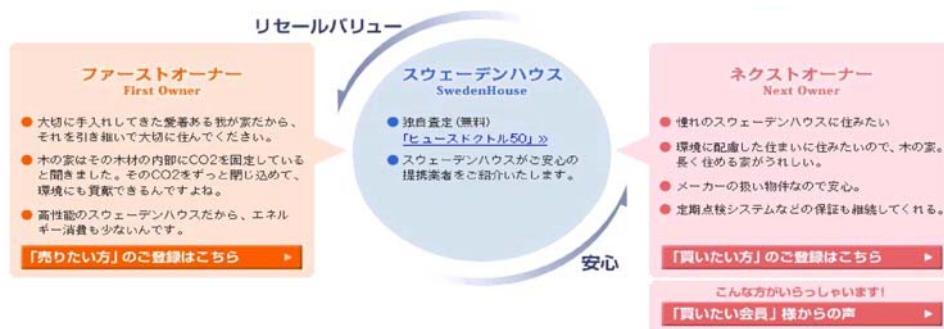 リセールバリュー
ファーストオーナー
First Owner
● 大切に手入れしてきた愛着ある我が家だから、
それを引き継いで大切に住んでください。
● 木の家はその木材の内部にCO2を固定している
と聞きました。そのCO2をずっと閉じ込めて、
環境にも貢献できるんですよね。
● 高性能のスウェーデンハウスだから、エネル
ギー消費も少ないんです。
「売りたい方」のご登録はこちら
スウェーデンハウス
SwedenHouse
● 独自査定(無料)
「ヒュースドクトル50」≫
● スウェーデンハウスがご安心の
提携業者をご紹介いたします。
安心
ネクストオーナー
Next Owner
● 憧れのスウェーデンハウスに住みたい
● 環境に配慮した住まいに住みたいので、木の家。
長く住める家がうれしい。
● メーカーの扱い物件なので安心。
● 定期点検システムなどの保証も継続してくれる。
「買いたい方」のご登録はこちら
こんな方がいらっしゃいます!
「買いたい会員」様からの声